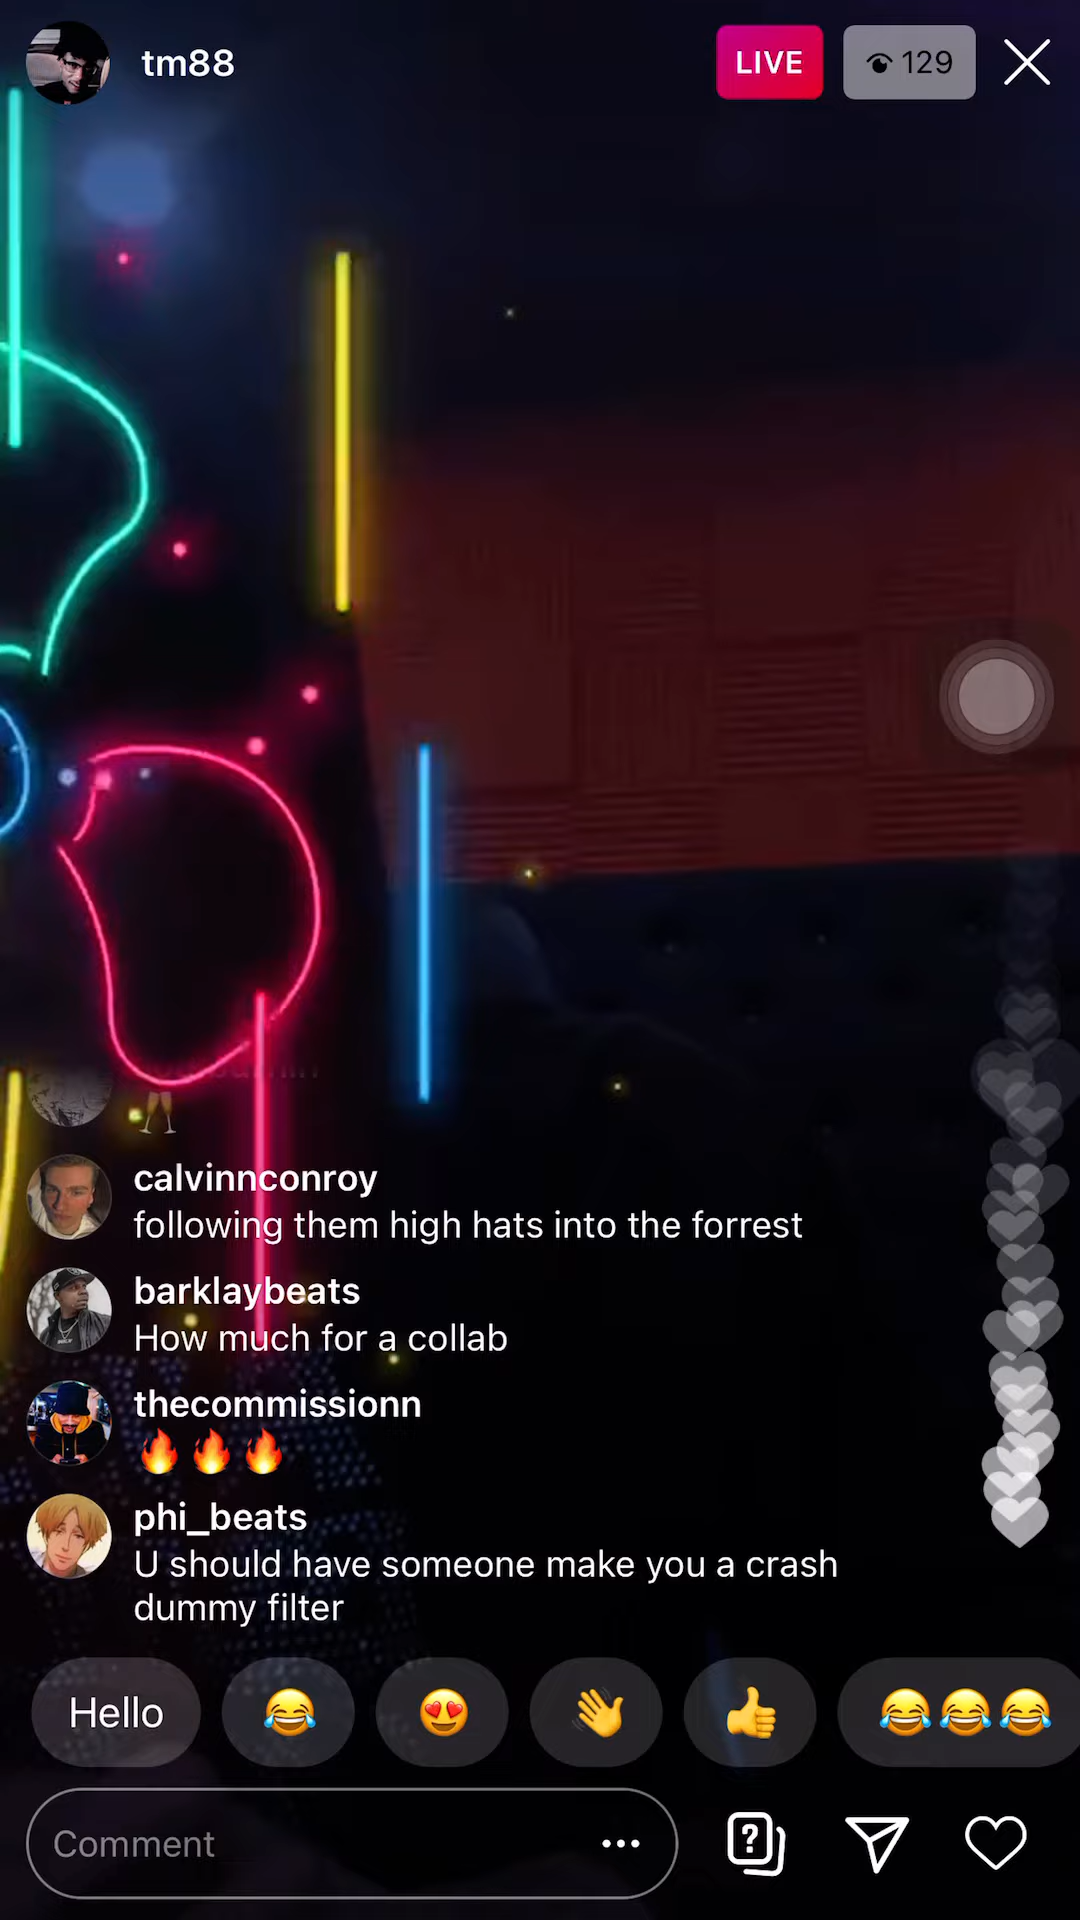 tm88
LIVE
129
calvinnconroy
following them high hats into the forrest
barklaybeats
How much for a collab
thecommissionn
🔥🔥🔥
phi_beats
U should have someone make you a crash
dummy filter
Hello
😂
😍
👋
👍
😂😂😂
Comment